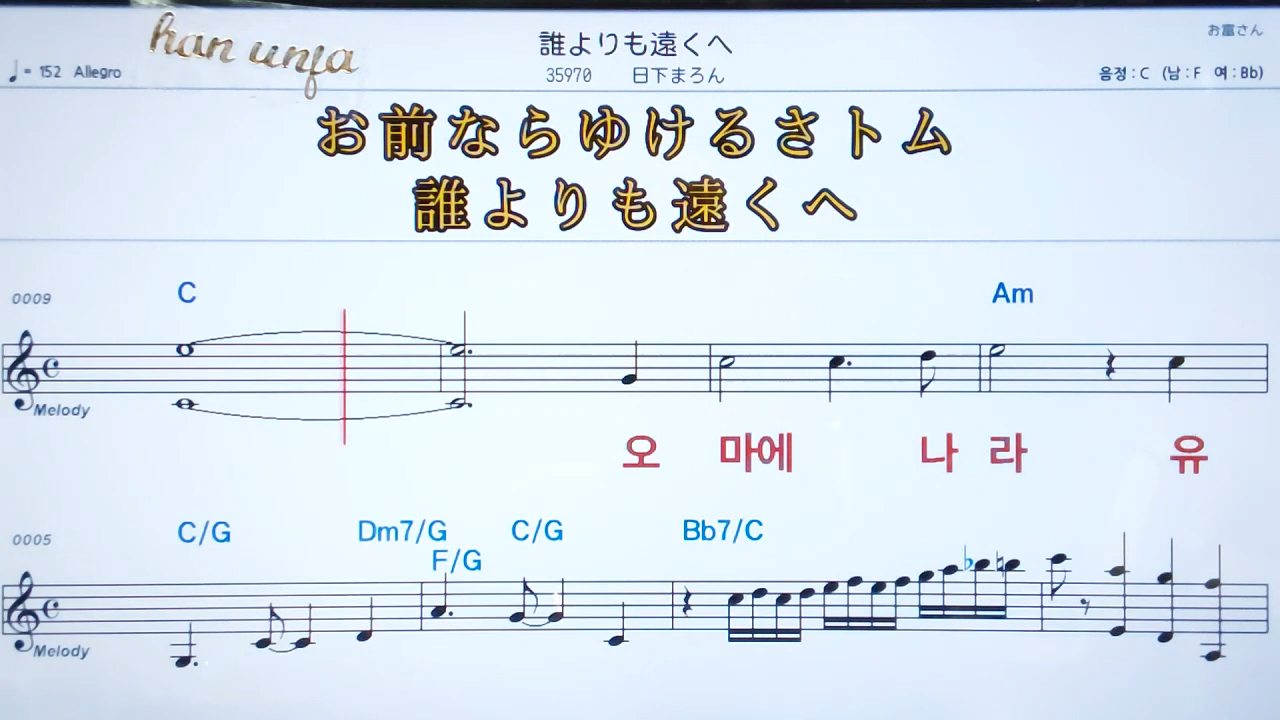 han unja
誰よりも遠くへ
お富さん
♩= 152 Allegro
35970 日下まろん
음정 : C (남 : F 여 : Bb)
お前ならゆけるさトム
誰よりも遠くへ
0009 C Am
Melody
오 마에 나 라 유
0005 C/G Dm7/G C/G Bb7/C
F/G
Melody